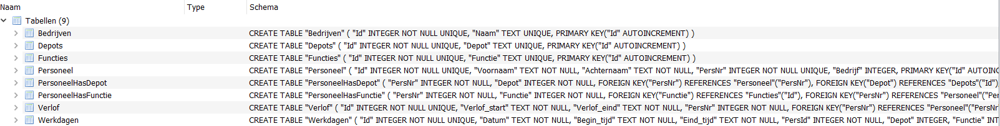 Naam Type Schema
Tabellen (9)
Bedrijven CREATE TABLE "Bedrijven" ( "Id" INTEGER NOT NULL UNIQUE, "Naam" TEXT UNIQUE, PRIMARY KEY("Id" AUTOINCREMENT) )
Depots CREATE TABLE "Depots" ( "Id" INTEGER NOT NULL UNIQUE, "Depot" TEXT UNIQUE, PRIMARY KEY("Id" AUTOINCREMENT) )
Functies CREATE TABLE "Functies" ( "Id" INTEGER NOT NULL UNIQUE, "Functie" TEXT UNIQUE, PRIMARY KEY("Id" AUTOINCREMENT) )
Personeel CREATE TABLE "Personeel" ( "Id" INTEGER NOT NULL UNIQUE, "Voornaam" TEXT NOT NULL, "Achternaam" TEXT NOT NULL, "PersNr" INTEGER NOT NULL UNIQUE, "Bedrijf" INTEGER, PRIMARY KEY("Id" AUTOINC
PersoneelHasDepot CREATE TABLE "PersoneelHasDepot" ( "PersNr" INTEGER NOT NULL, "Depot" INTEGER NOT NULL, FOREIGN KEY("PersNr") REFERENCES "Personeel"("PersNr"), FOREIGN KEY("Depot") REFERENCES "Depots"("Id"),
PersoneelHasFunctie CREATE TABLE "PersoneelHasFunctie" ( "PersNr" INTEGER NOT NULL, "Functie" INTEGER NOT NULL, FOREIGN KEY("Functie") REFERENCES "Functies"("Id"), FOREIGN KEY("PersNr") REFERENCES "Personeel"("Per
Verlof CREATE TABLE "Verlof" ( "Id" INTEGER NOT NULL UNIQUE, "Verlof_start" TEXT NOT NULL, "Verlof_eind" TEXT NOT NULL, "PersNr" INTEGER NOT NULL, FOREIGN KEY("PersNr") REFERENCES "Personeel"("PersNr
Werkdagen CREATE TABLE "Werkdagen" ( "Id" INTEGER NOT NULL UNIQUE, "Datum" TEXT NOT NULL, "Begin_tijd" TEXT NOT NULL, "Eind_tijd" TEXT NOT NULL, "PersId" INTEGER NOT NULL, "Depot" INTEGER, "Functie" INT